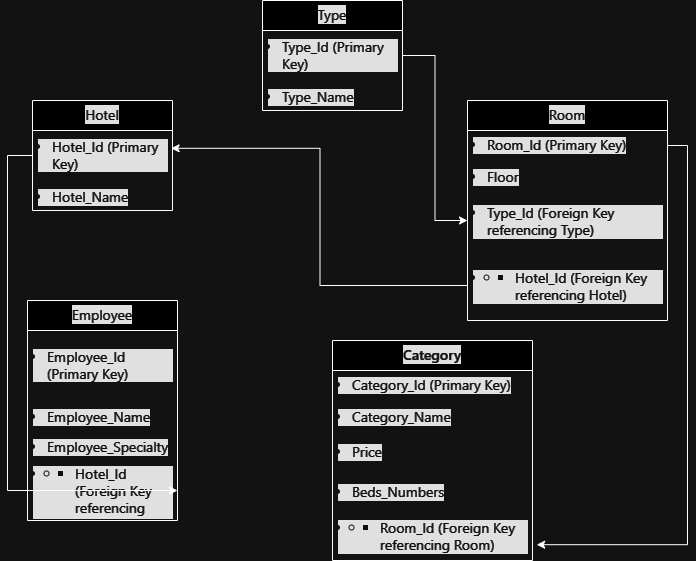 Type
Type_Id (Primary
Key)
Type_Name
Hotel
Hotel_Id (Primary
Key)
Hotel_Name
Room
Room_Id (Primary Key)
Floor
Type_Id (Foreign Key
referencing Type)
Hotel_Id (Foreign Key
referencing Hotel)
Employee
Employee_Id
(Primary Key)
Employee_Name
Employee_Specialty
Hotel_Id
(Foreign Key
referencing
Category
Category_Id (Primary Key)
Category_Name
Price
Beds_Numbers
Room_Id (Foreign Key
referencing Room)